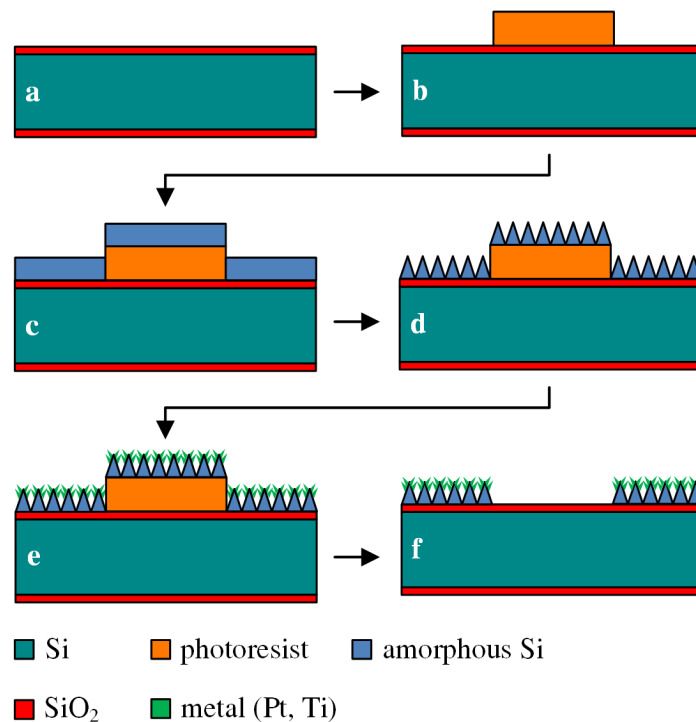 a
b
c
d
e
f
Si
photoresist
amorphous Si
SiO₂
metal (Pt, Ti)